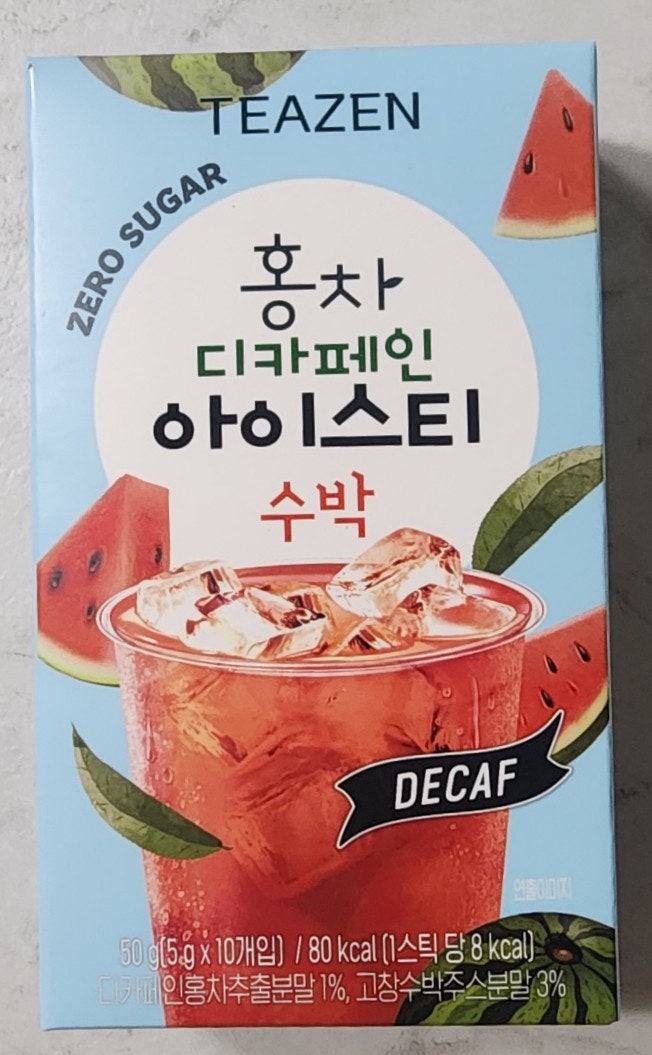 TEAZEN
ZERO SUGAR
홍차
디카페인
아이스티
수박
DECAF
연출이미지
50 g(5 g x 10개입) / 80 kcal (1스틱 당 8 kcal)
디카페인홍차추출분말 1%, 고창수박주스분말 3%